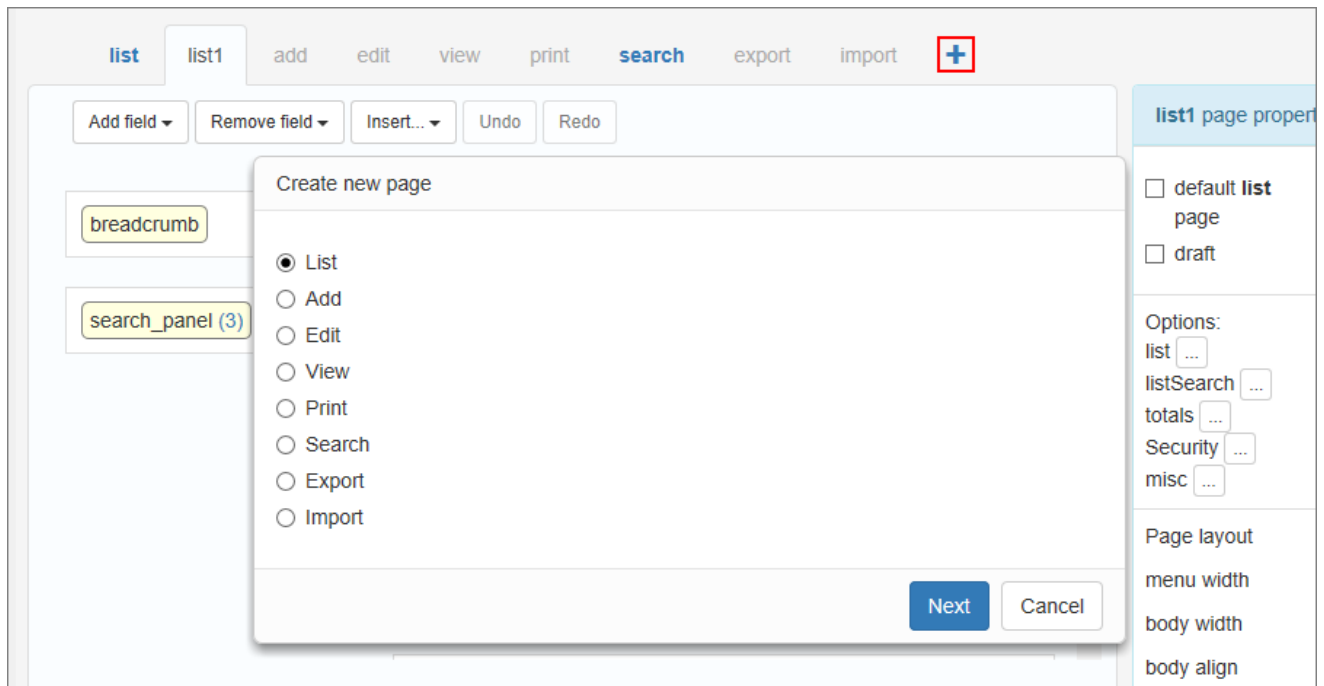 list list1 add edit view print search export import +
Add field Remove field Insert... Undo Redo
breadcrumb
search_panel (3)
Create new page
List
Add
Edit
View
Print
Search
Export
Import
Next Cancel
list1 page propert
default list
page
draft
Options:
list ...
listSearch ...
totals ...
Security ...
misc ...
Page layout
menu width
body width
body align